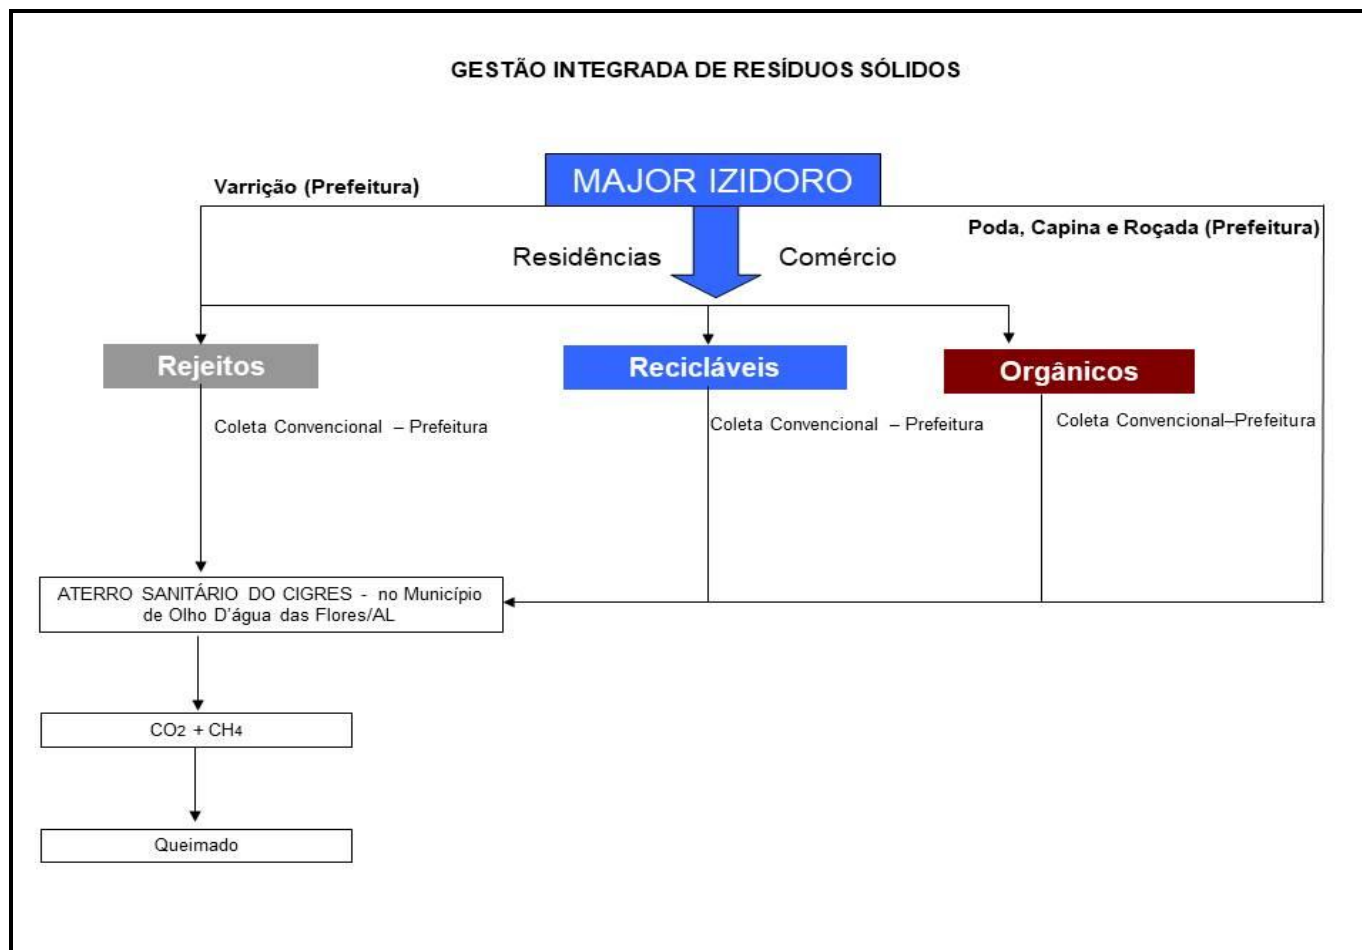 GESTÃO INTEGRADA DE RESÍDUOS SÓLIDOS
MAJOR IZIDORO
Varrição (Prefeitura)
Poda, Capina e Roçada (Prefeitura)
Residências
Comércio
Rejeitos
Recicláveis
Orgânicos
Coleta Convencional – Prefeitura
Coleta Convencional – Prefeitura
Coleta Convencional–Prefeitura
ATERRO SANITÁRIO DO CIGRES - no Município
de Olho D'água das Flores/AL
CO2 + CH4
Queimado